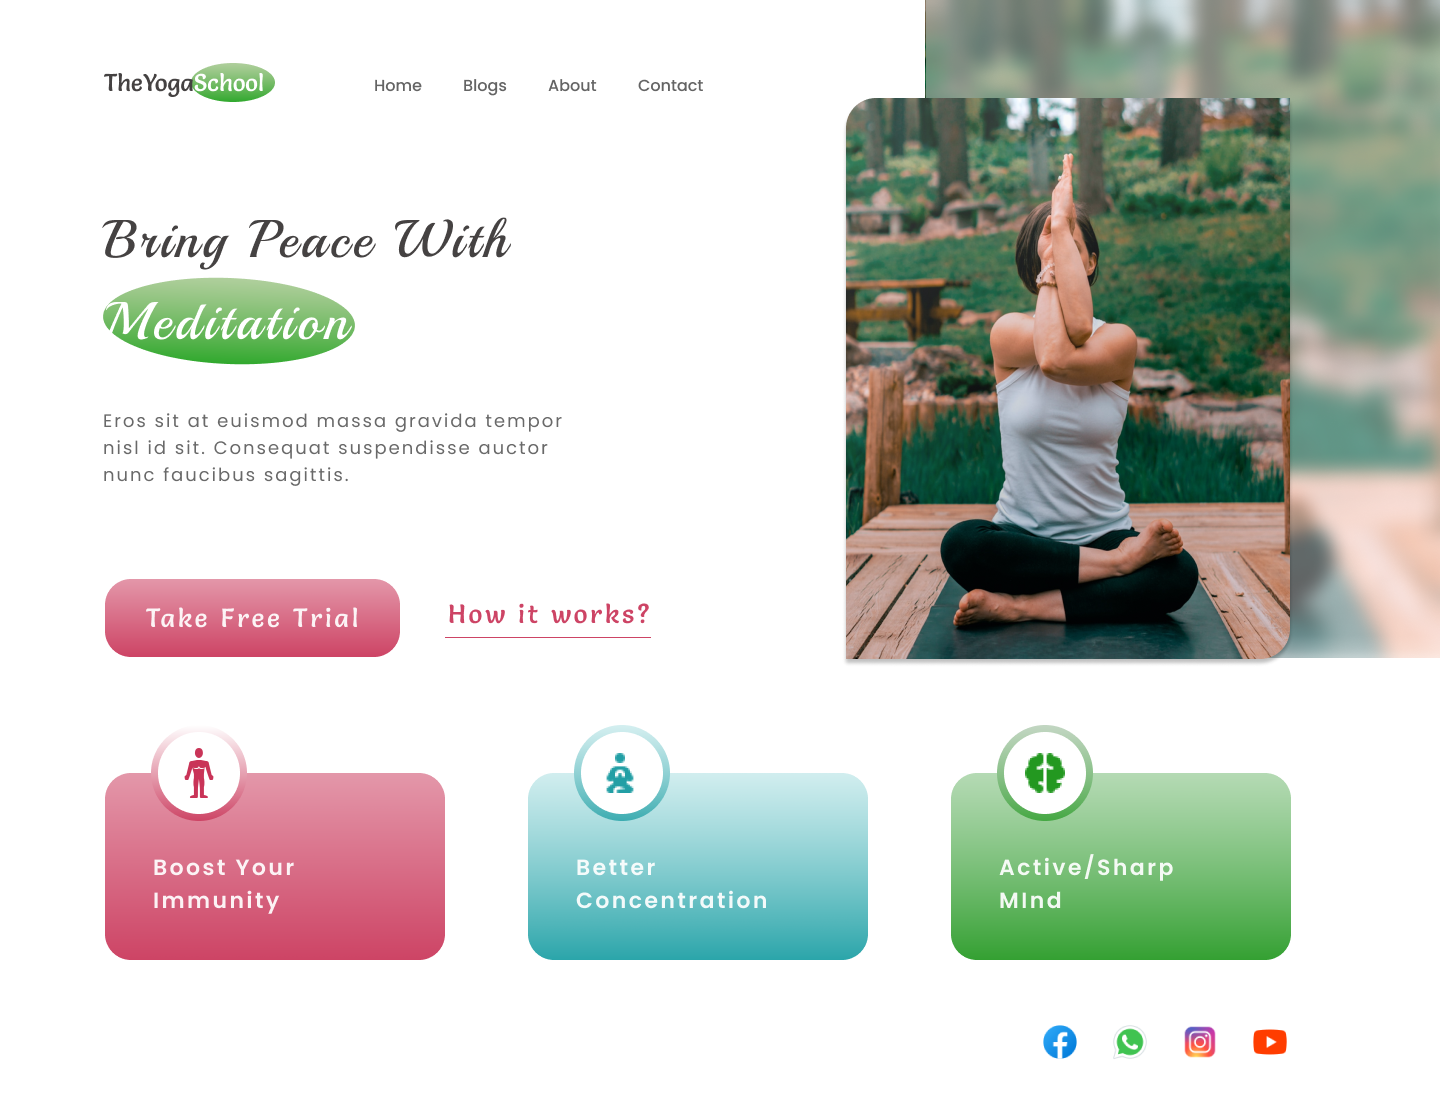 TheYogaSchool
Home Blogs About Contact
Bring Peace With
Meditation
Eros sit at euismod massa gravida tempor
nisl id sit. Consequat suspendisse auctor
nunc faucibus sagittis.
Take Free Trial
How it works?
Boost Your
Immunity
Better
Concentration
Active/Sharp
MInd